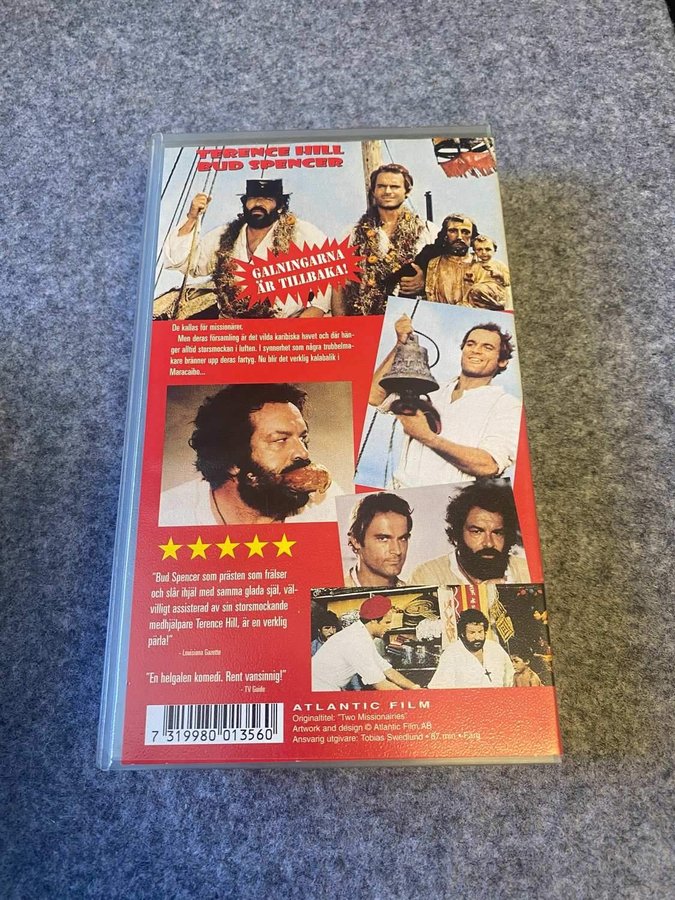 TERENCE HILL
BUD SPENCER
GALNINGARNA
ÄR TILLBAKA!
De kallas för missionärer.
Men deras församling är det vilda karibiska havet och där hän-
ger alltid storsmockan i luften. I synnerhet som några trubbelma-
kare bränner upp deras fartyg. Nu blir det verklig kalabalik i
Maracaibo...
"Bud Spencer som prästen som frälser
och slår ihjäl med samma glada själ, väl-
villigt assisterad av sin storsmockande
medhjälpare Terence Hill, är en verklig
pärla!"
- Louisiana Gazette
"En helgalen komedi. Rent vansinnig!"
- TV Guide
ATLANTIC FILM
Originaltitel: "Two Missionairies"
Artwork and design © Atlantic Film AB
Ansvarig utgivare: Tobias Swedlund • 87 min • Färg
7 319980 013560